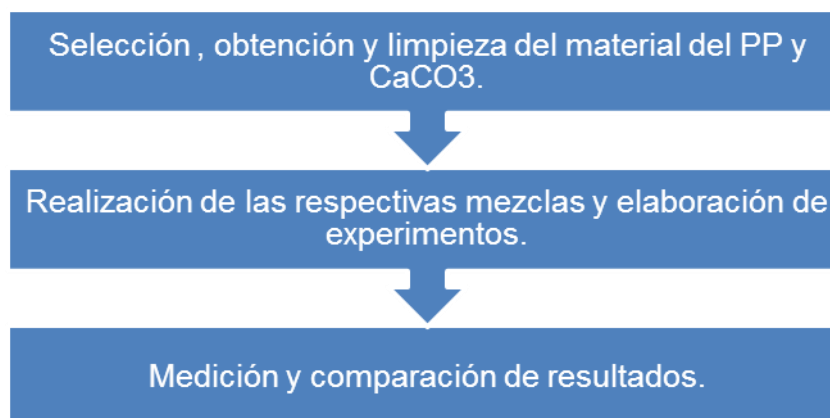 Selección , obtención y limpieza del material del PP y
CaCO3.
Realización de las respectivas mezclas y elaboración de
experimentos.
Medición y comparación de resultados.